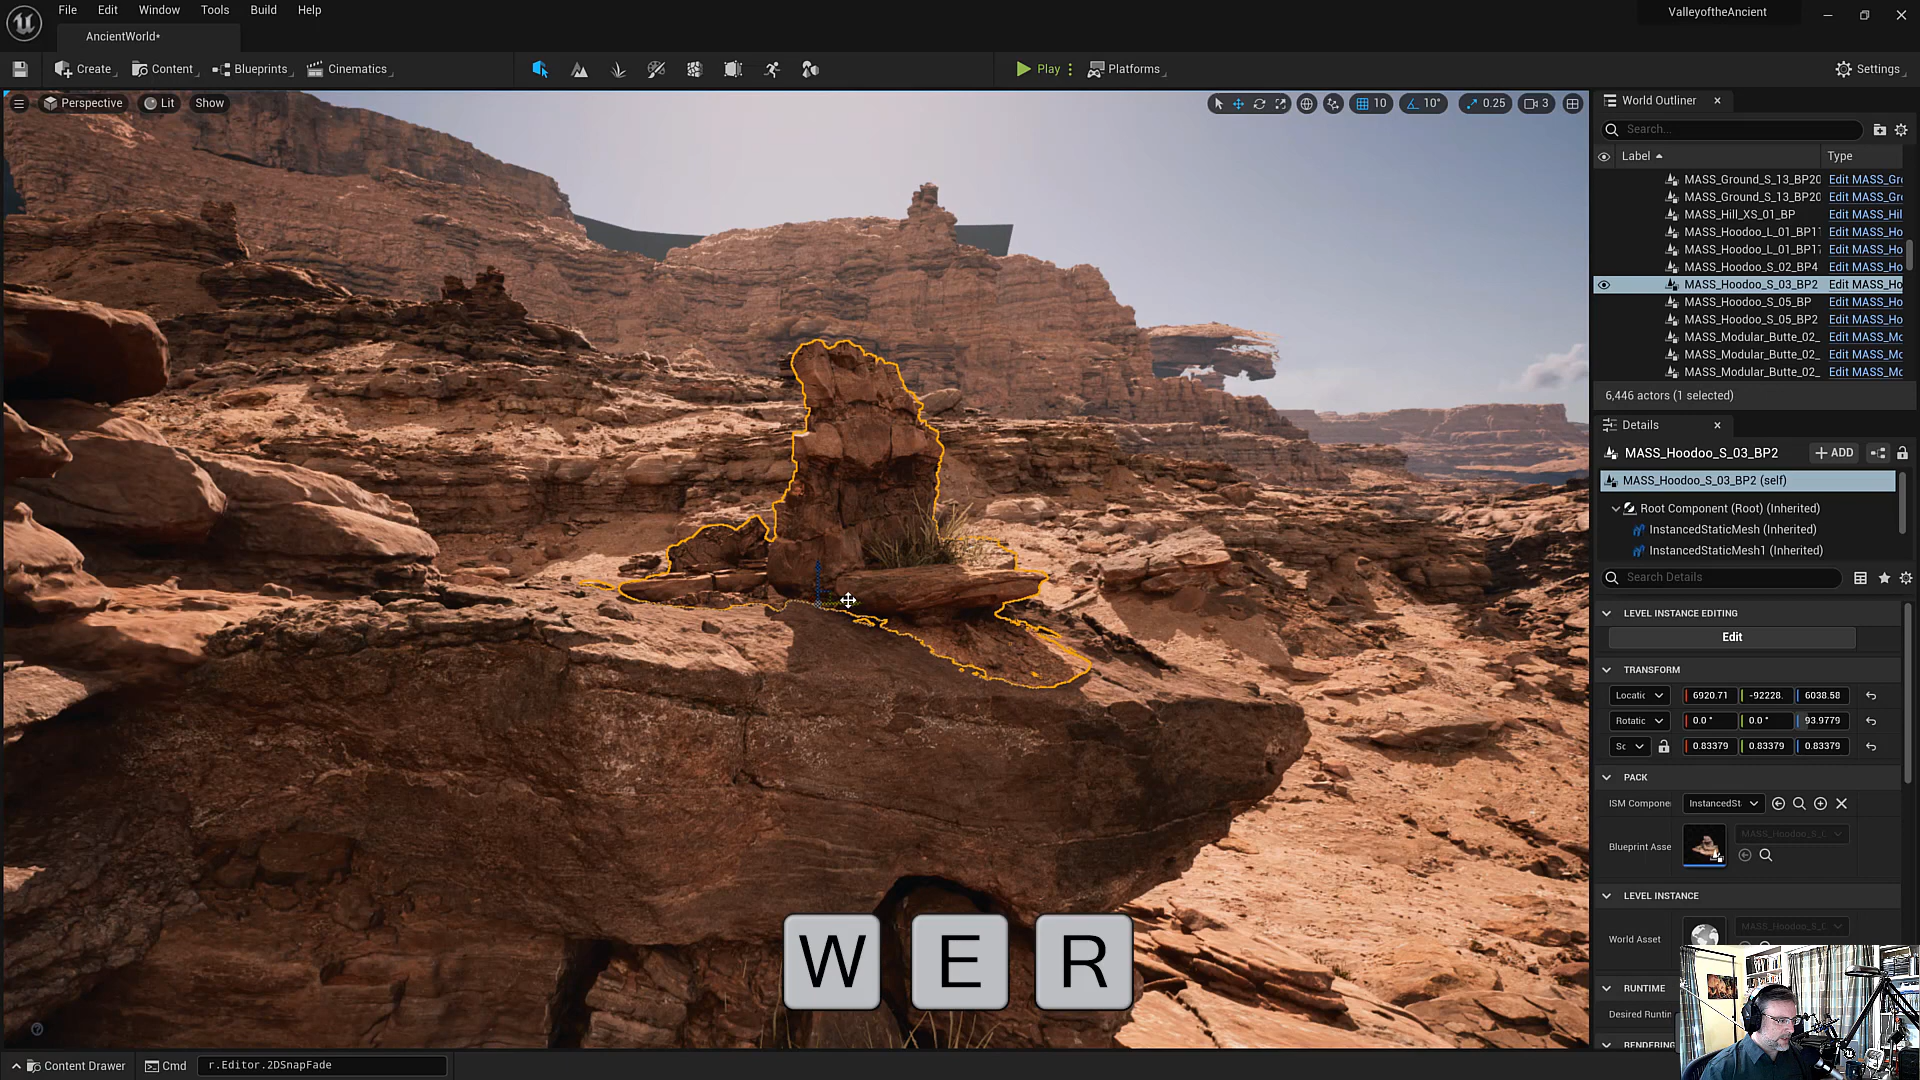 File Edit Window Tools Build Help
ValleyoftheAncient
AncientWorld*
Create Content Blueprints Cinematics Play Platforms Settings
Perspective Lit Show
10 10° 0.25 3
World Outliner
Search...
Label Type
MASS_Ground_S_13_BP20 Edit MASS_Gr
MASS_Ground_S_13_BP20 Edit MASS_Gr
MASS_Hill_XS_01_BP Edit MASS_Hil
MASS_Hoodoo_L_01_BP1 Edit MASS_Ho
MASS_Hoodoo_L_01_BP1 Edit MASS_Ho
MASS_Hoodoo_S_02_BP4 Edit MASS_Ho
MASS_Hoodoo_S_03_BP2 Edit MASS_Ho
MASS_Hoodoo_S_05_BP Edit MASS_Ho
MASS_Hoodoo_S_05_BP2 Edit MASS_Ho
MASS_Modular_Butte_02_ Edit MASS_Mo
MASS_Modular_Butte_02_ Edit MASS_Mo
MASS_Modular_Butte_02_ Edit MASS_Mo
6,446 actors (1 selected)
Details
MASS_Hoodoo_S_03_BP2 + ADD
MASS_Hoodoo_S_03_BP2 (self)
Root Component (Root) (Inherited)
InstancedStaticMesh (Inherited)
InstancedStaticMesh1 (Inherited)
Search Details
LEVEL INSTANCE EDITING
Edit
TRANSFORM
Locatic 6920.71 -92228. 6038.58
Rotatic 0.0 ° 0.0 ° 93.9779
Sc 0.83379 0.83379 0.83379
PACK
ISM Compone InstancedSt
Blueprint Asse MASS_Hoodoo_S_
LEVEL INSTANCE
World Asset MASS_Hoodoo_S_
RUNTIME
Desired Runtin
RENDERING
W E R
Content Drawer Cmd r.Editor.2DSnapFade